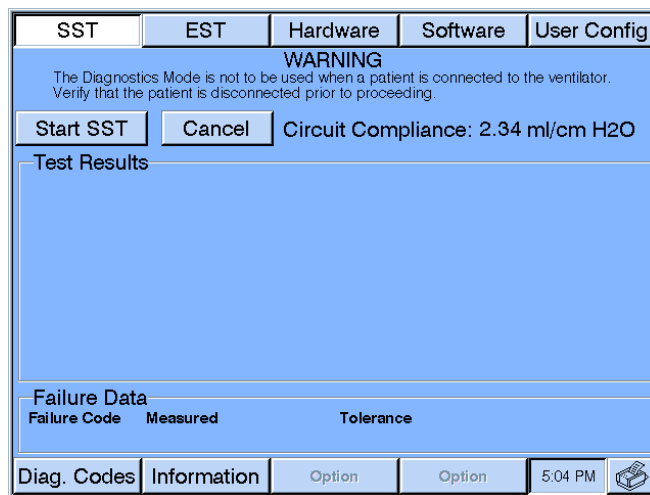 SST EST Hardware Software User Config
WARNING
The Diagnostics Mode is not to be used when a patient is connected to the ventilator.
Verify that the patient is disconnected prior to proceeding.
Start SST Cancel Circuit Compliance: 2.34 ml/cm H2O
Test Results
Failure Data
Failure Code Measured Tolerance
Diag. Codes Information Option Option 5:04 PM